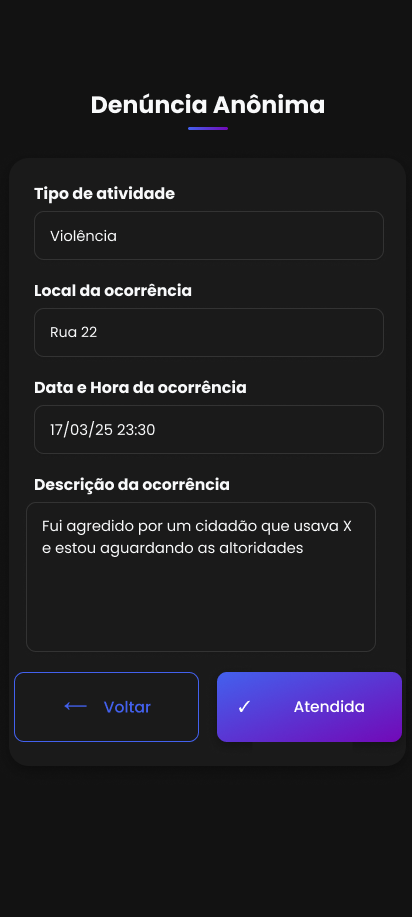 Denúncia Anônima
Tipo de atividade
Violência
Local da ocorrência
Rua 22
Data e Hora da ocorrência
17/03/25 23:30
Descrição da ocorrência
Fui agredido por um cidadão que usava X
e estou aguardando as altoridades
← Voltar
✓ Atendida